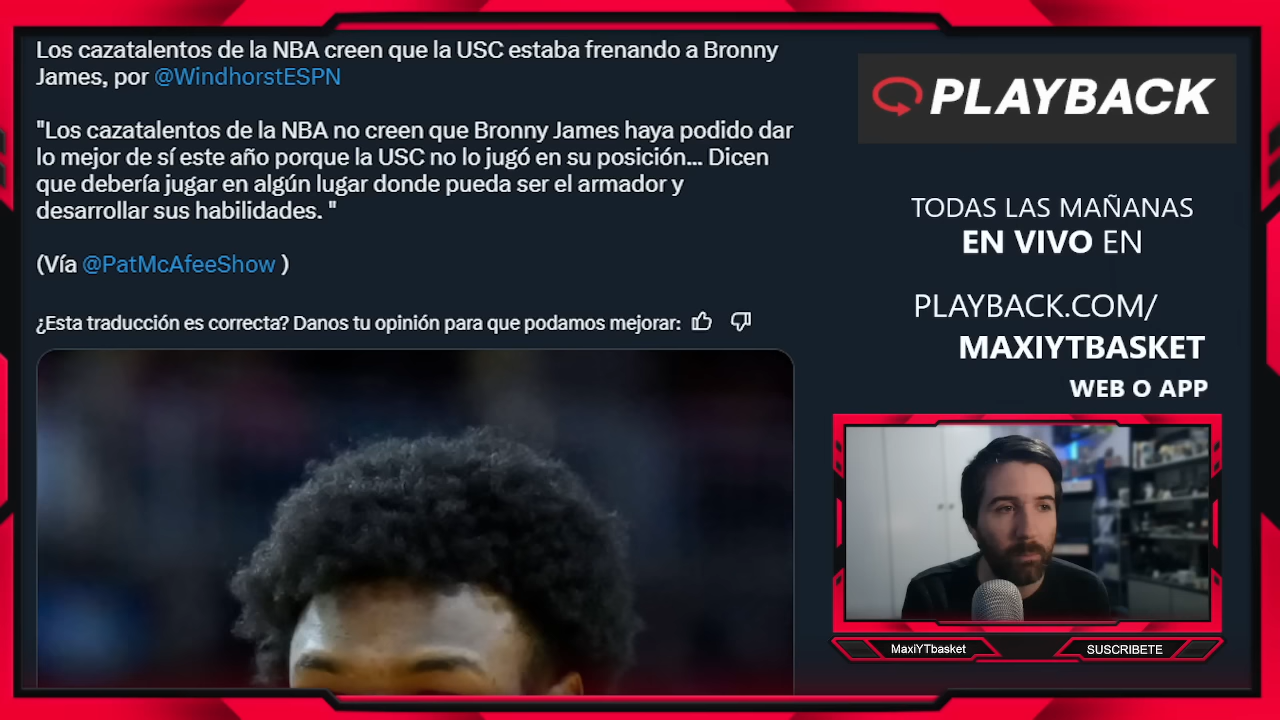 Los cazatalentos de la NBA creen que la USC estaba frenando a Bronny
James, por @WindhorstESPN
"Los cazatalentos de la NBA no creen que Bronny James haya podido dar
lo mejor de sí este año porque la USC no lo jugó en su posición... Dicen
que debería jugar en algún lugar donde pueda ser el armador y
desarrollar sus habilidades. "
(Vía @PatMcAfeeShow )
¿Esta traducción es correcta? Danos tu opinión para que podamos mejorar:
PLAYBACK
TODAS LAS MAÑANAS
EN VIVO EN
PLAYBACK.COM/
MAXIYTBASKET
WEB O APP
MaxiYTbasket
SUSCRIBETE